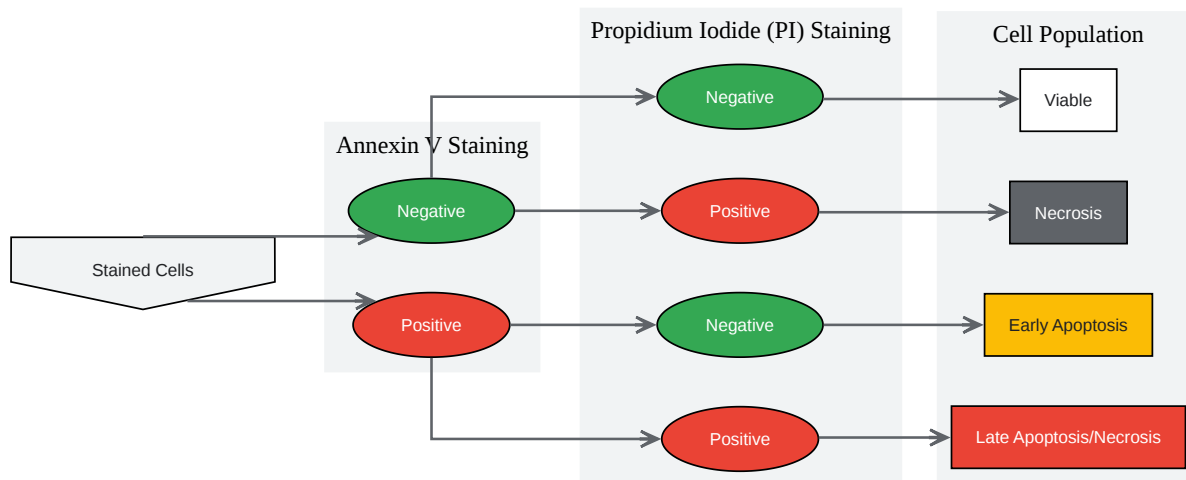 Propidium Iodide (PI) Staining
Cell Population
Negative
Viable
Annexin V Staining
Negative
Positive
Necrosis
Stained Cells
Positive
Negative
Early Apoptosis
Positive
Late Apoptosis/Necrosis